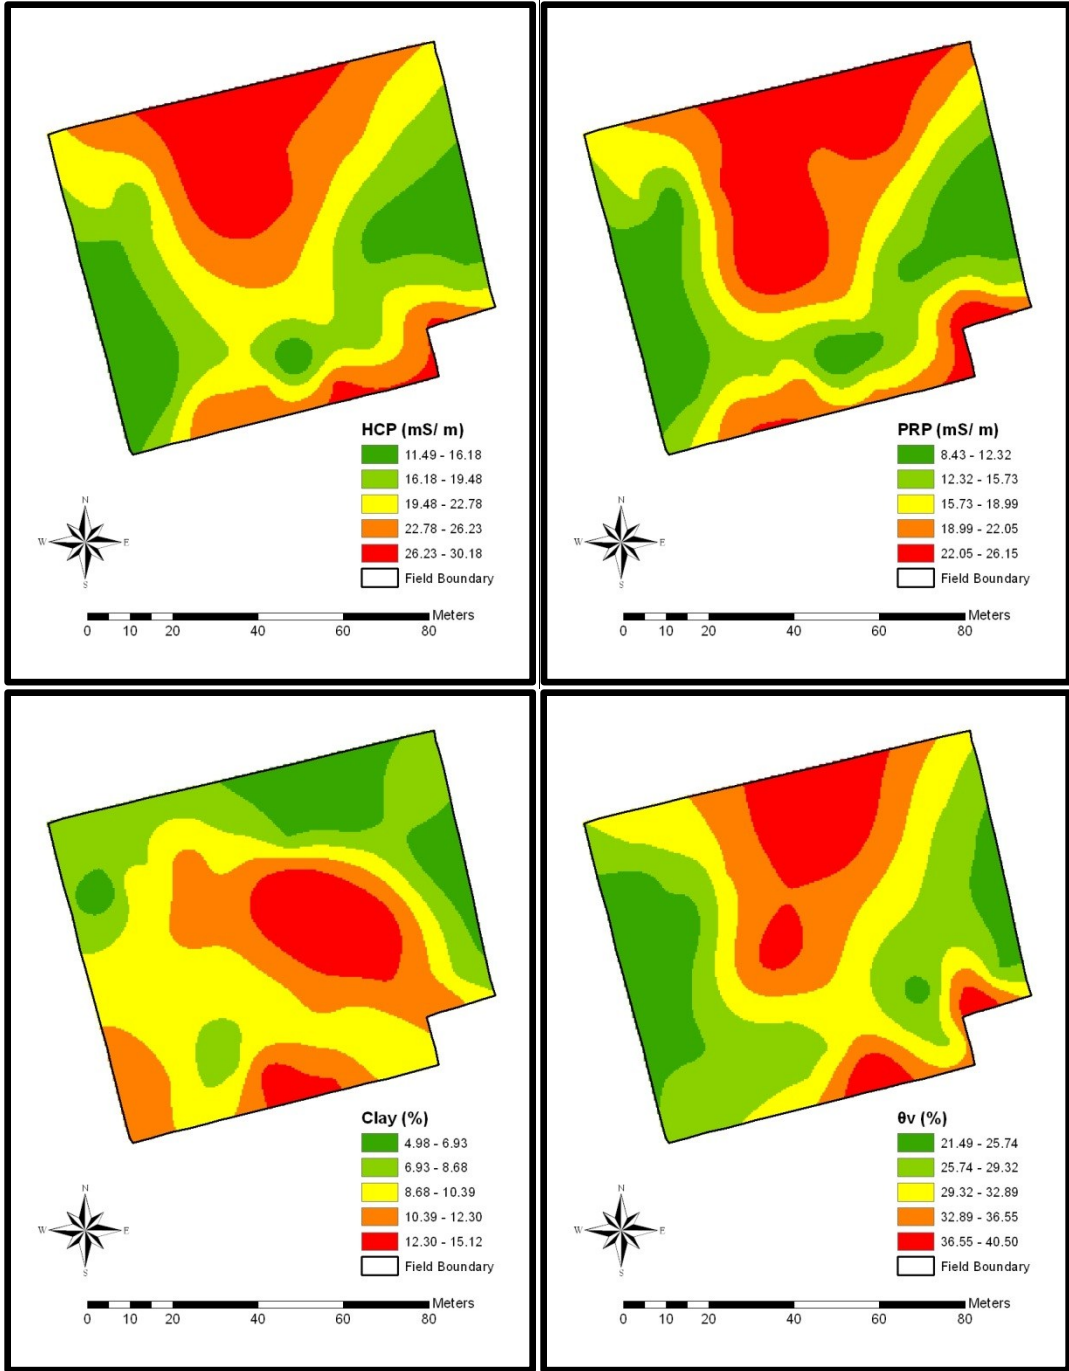 HCP (mS/ m)
11.49 - 16.18
16.18 - 19.48
19.48 - 22.78
22.78 - 26.23
26.23 - 30.18
Field Boundary
N
W E
S
Meters
0 10 20 40 60 80
PRP (mS/ m)
8.43 - 12.32
12.32 - 15.73
15.73 - 18.99
18.99 - 22.05
22.05 - 26.15
Field Boundary
N
W E
S
Meters
0 10 20 40 60 80
Clay (%)
4.98 - 6.93
6.93 - 8.68
8.68 - 10.39
10.39 - 12.30
12.30 - 15.12
Field Boundary
N
W E
S
Meters
0 10 20 40 60 80
θv (%)
21.49 - 25.74
25.74 - 29.32
29.32 - 32.89
32.89 - 36.55
36.55 - 40.50
Field Boundary
N
W E
S
Meters
0 10 20 40 60 80